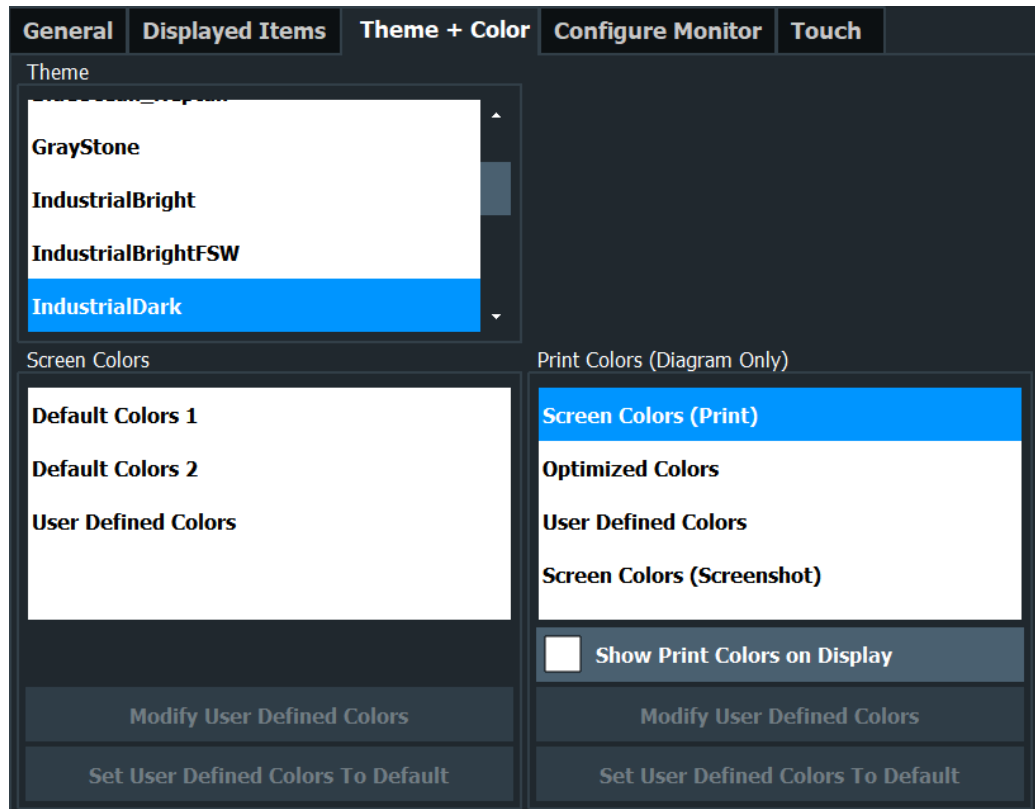 General Displayed Items Theme + Color Configure Monitor Touch
Theme
GrayStone
IndustrialBright
IndustrialBrightFSW
IndustrialDark
Screen Colors
Default Colors 1
Default Colors 2
User Defined Colors
Modify User Defined Colors
Set User Defined Colors To Default
Print Colors (Diagram Only)
Screen Colors (Print)
Optimized Colors
User Defined Colors
Screen Colors (Screenshot)
Show Print Colors on Display
Modify User Defined Colors
Set User Defined Colors To Default